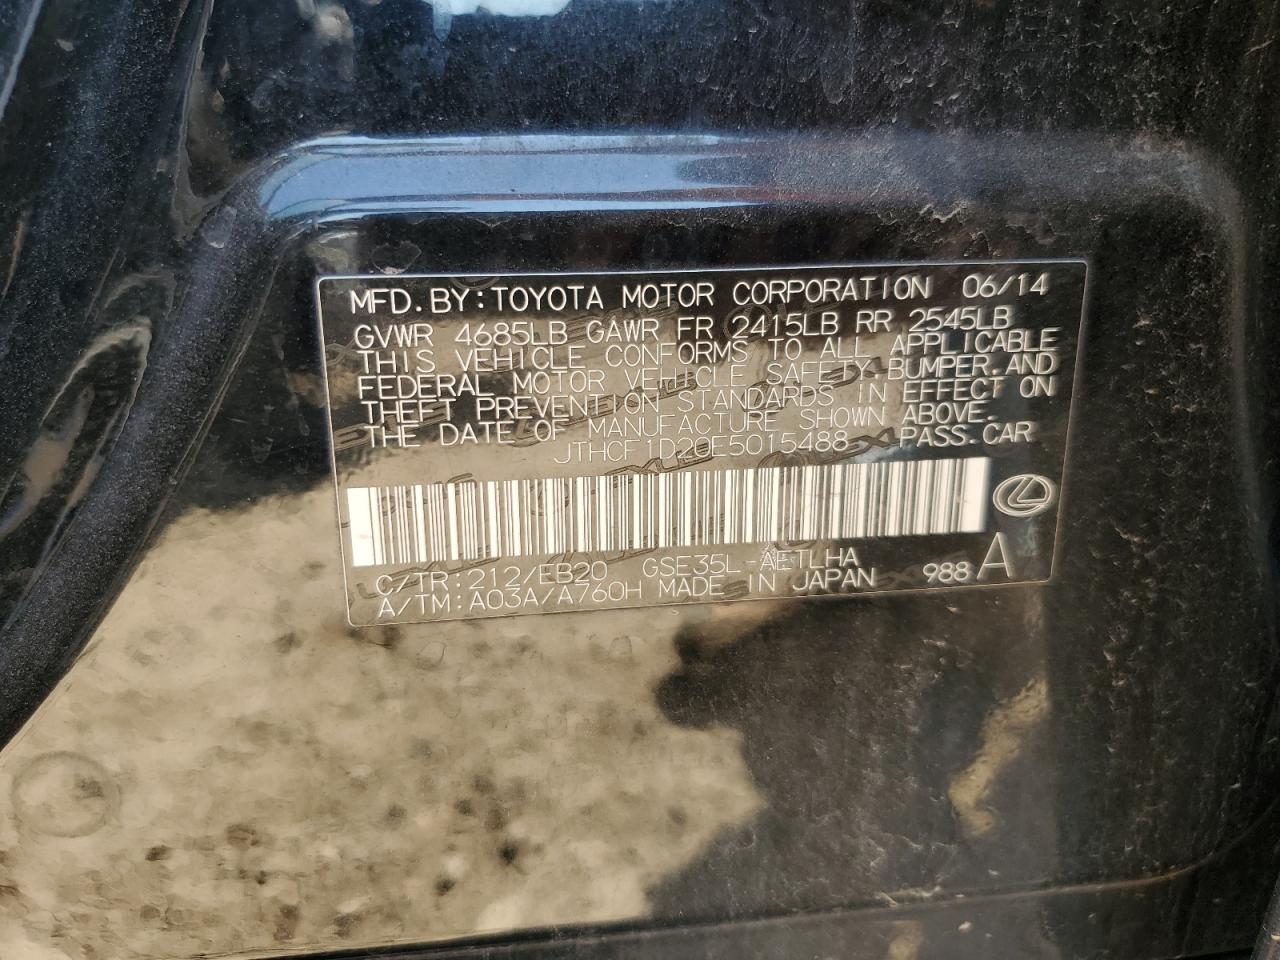 MFD. BY: TOYOTA MOTOR CORPORATION 06/14
GVWR 4685LB GAWR FR 2415LB RR 2545LB
THIS VEHICLE CONFORMS TO ALL APPLICABLE
FEDERAL MOTOR VEHICLE SAFETY, BUMPER, AND
THEFT PREVENTION STANDARDS IN EFFECT ON
THE DATE OF MANUFACTURE SHOWN ABOVE.
JTHCF1D20E5015488 PASS. CAR
C/TR: 212/EB20 GSE35L-AETLHA
A/TM: A03A/A760H MADE IN JAPAN 988 A